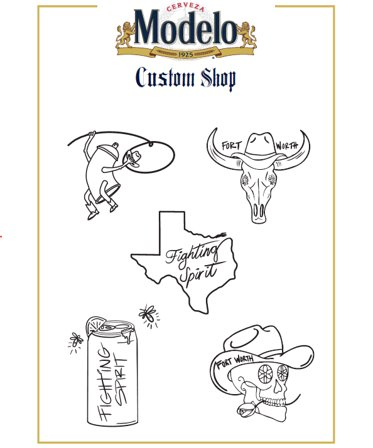 CERVEZA
Modelo
1925
Custom Shop
FORT WORTH
Fighting
Spirit
FIGHTING
SPIRIT
FORT WORTH